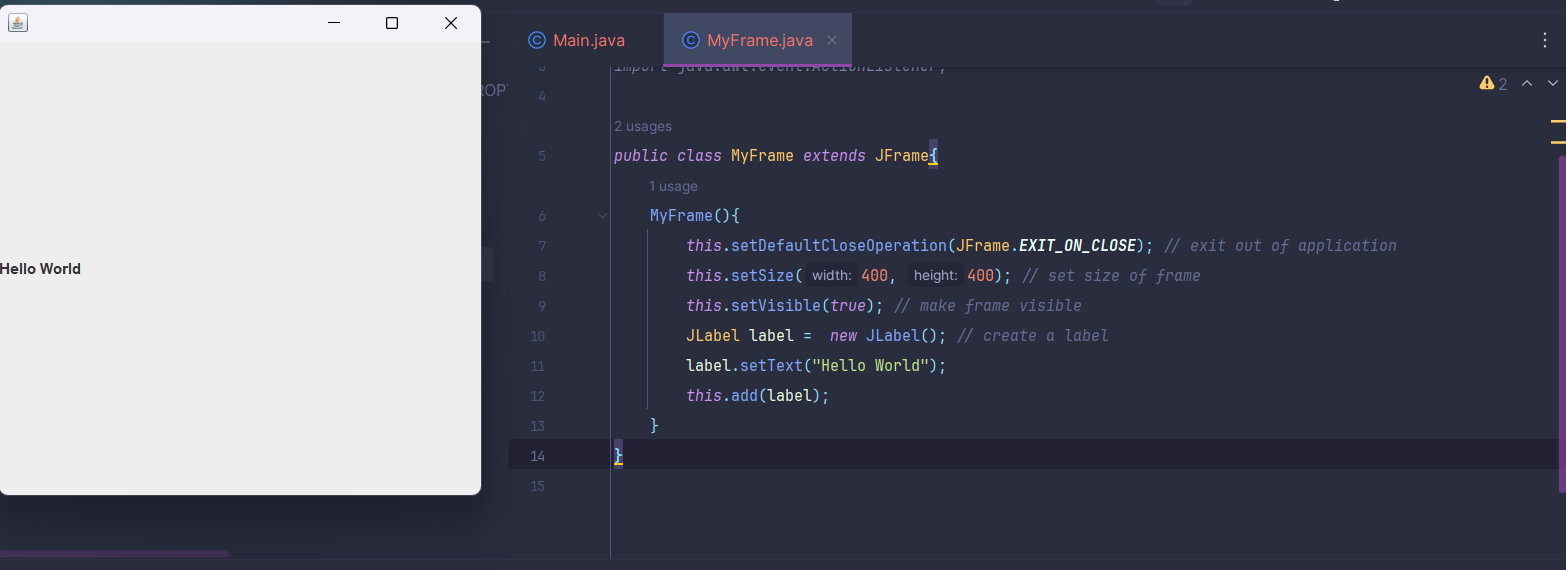 Main.java
MyFrame.java
3 import java.awt.event.ActionListener;
ROPT
2
4
2 usages
5 public class MyFrame extends JFrame{
1 usage
6 MyFrame(){
7 this.setDefaultCloseOperation(JFrame.EXIT_ON_CLOSE); // exit out of application
8 this.setSize( width: 400, height: 400); // set size of frame
9 this.setVisible(true); // make frame visible
Hello World
10 JLabel label =  new JLabel(); // create a label
11 label.setText("Hello World");
12 this.add(label);
13 }
14 }
15